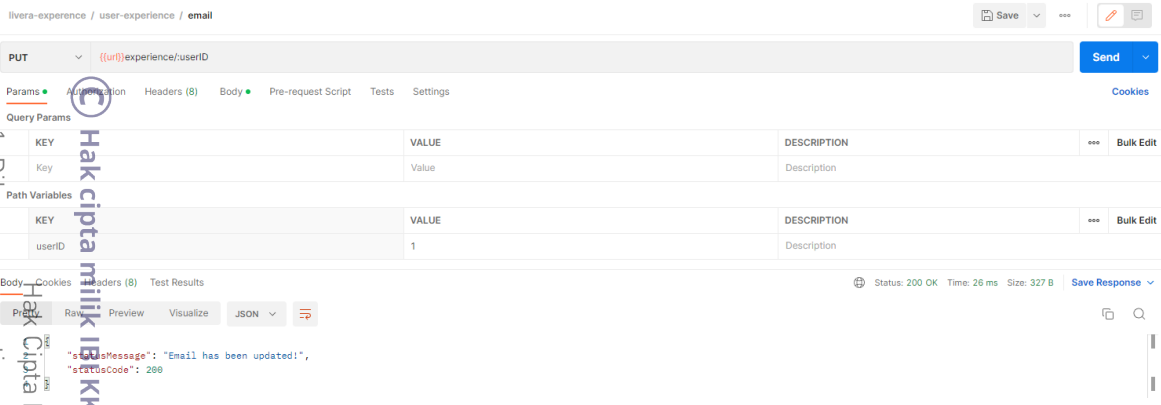 livera-experence / user-experience / email
Save
PUT
{{url}}experience/:userID
Send
Params Authorization Headers (8) Body Pre-request Script Tests Settings Cookies
Query Params
KEY VALUE DESCRIPTION Bulk Edit
Key Value Description
Path Variables
KEY VALUE DESCRIPTION Bulk Edit
userID 1 Description
Body Cookies Headers (8) Test Results Status: 200 OK Time: 26 ms Size: 327 B Save Response
Pretty Raw Preview Visualize JSON
"statusMessage": "Email has been updated!",
"statusCode": 200
© Hak cipta milik IBI KK
Hak Cipta